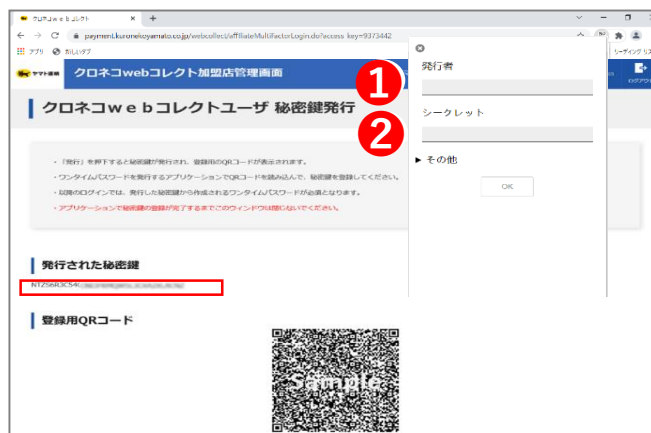 クロネコwebコレクト
payment.kuronekoyamato.co.jp/webcollect/affiliateMultiFactorLogin.do?access_key=9373442
アプリ
リーディング リス
ヤマト運輸
クロネコwebコレクト加盟店管理画面
クロネコwebコレクトユーザ 秘密鍵発行
・「発行」を押下すると秘密鍵が発行され、登録用のQRコードが表示されます。
・ワンタイムパスワードを発行するアプリケーションでQRコードを読み込んで、秘密鍵を登録してください。
・以降のログインでは、発行した秘密鍵から作成されるワンタイムパスワードが必須となります。
・アプリケーションで秘密鍵の登録が完了するまでこのウィンドウは閉じないでください。
発行された秘密鍵
登録用QRコード
Sample
1
発行者
2
シークレット
▶ その他
OK